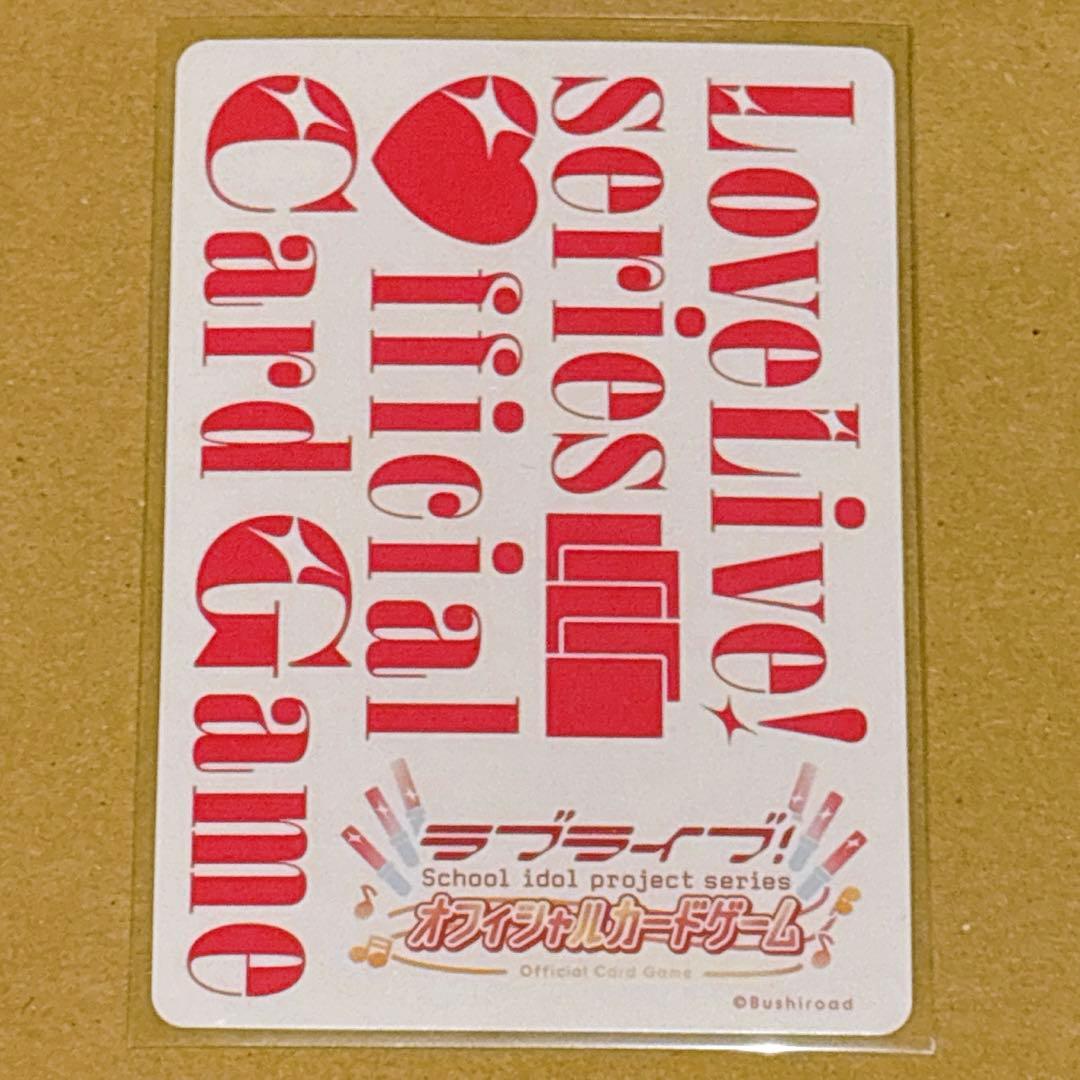 LoveLive!
series
♥fficial
Card Game
ラブライブ!
School idol project series
オフィシャルカードゲーム
Official Card Game
©Bushiroad